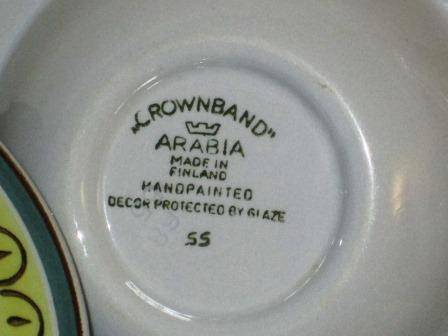 „CROWNBAND”
ARABIA
MADE IN
FINLAND
HANDPAINTED
DECOR PROTECTED BY GLAZE
SS